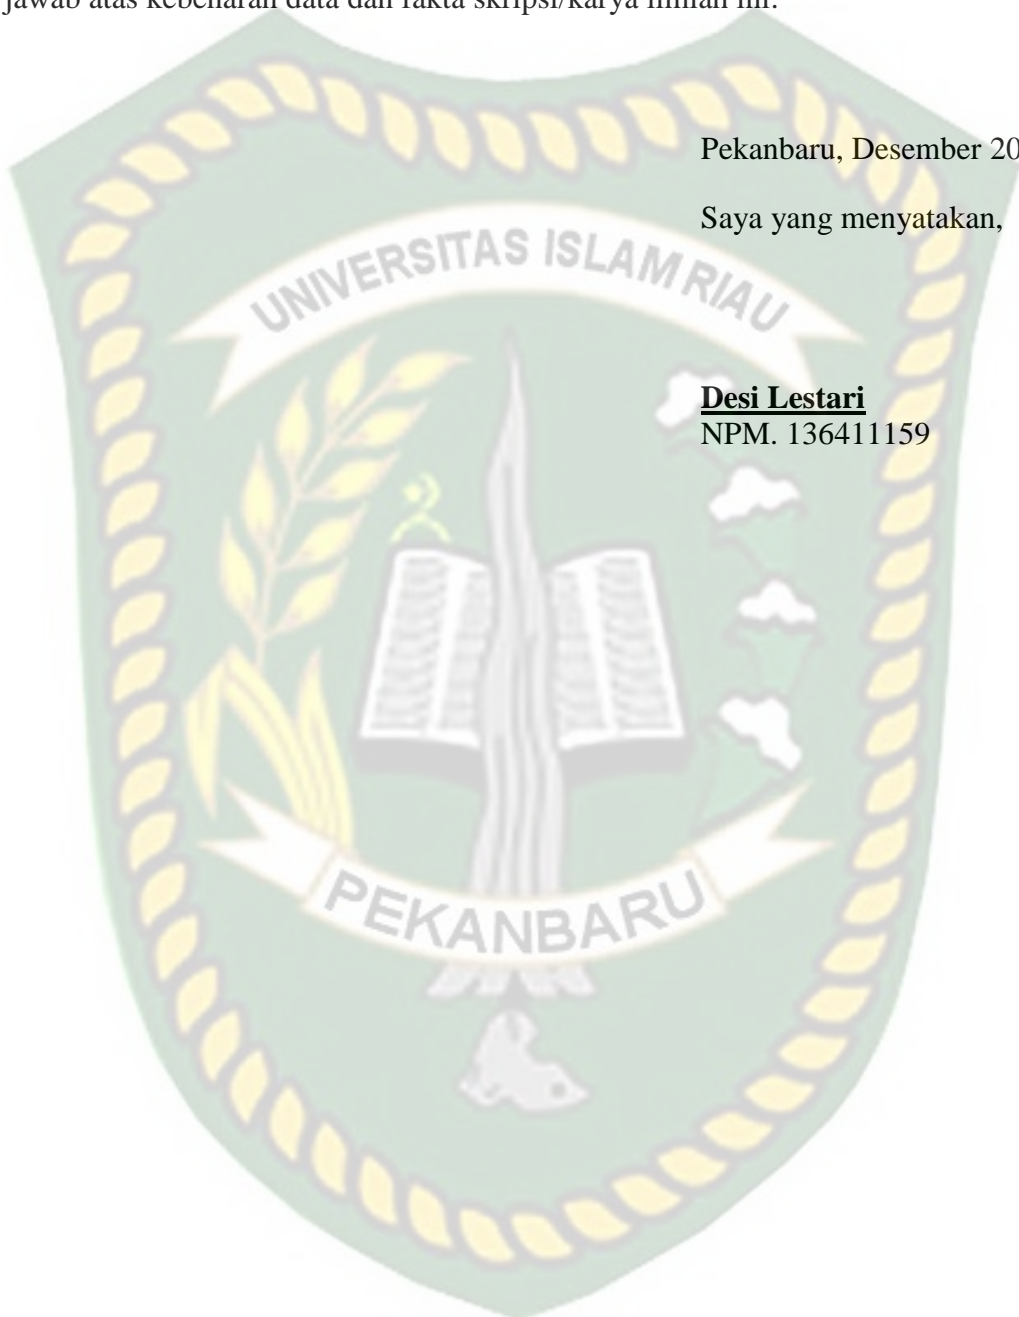 jawab atas kebenaran data dan fakta skripsi/karya ilmiah ini.
Pekanbaru, Desember 20
Saya yang menyatakan,
UNIVERSITAS ISLAM RIAU
Desi Lestari
NPM. 136411159
PEKANBARU